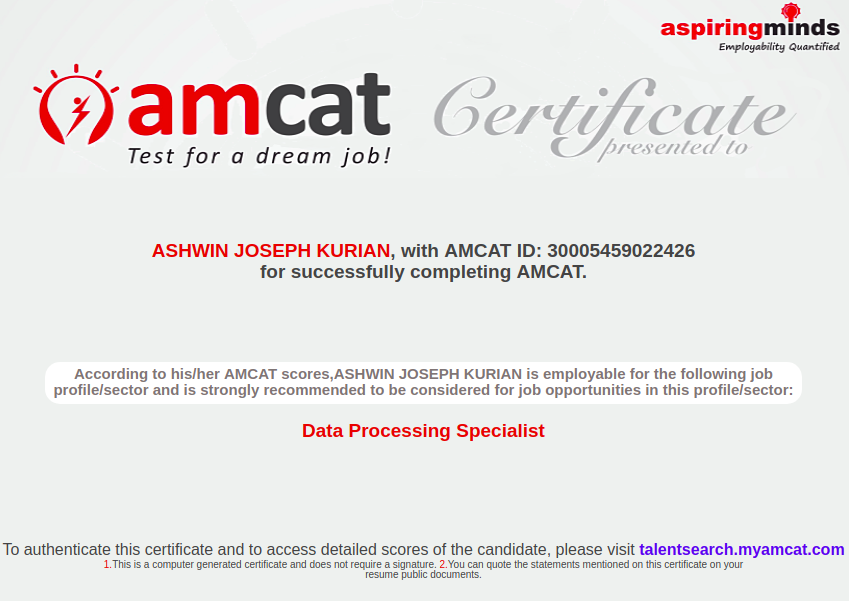 aspiringminds
Employability Quantified
amcat
Test for a dream job!
Certificate
presented to
ASHWIN JOSEPH KURIAN, with AMCAT ID: 30005459022426
for successfully completing AMCAT.
According to his/her AMCAT scores,ASHWIN JOSEPH KURIAN is employable for the following job
profile/sector and is strongly recommended to be considered for job opportunities in this profile/sector:
Data Processing Specialist
To authenticate this certificate and to access detailed scores of the candidate, please visit talentsearch.myamcat.com
1.This is a computer generated certificate and does not require a signature. 2.You can quote the statements mentioned on this certificate on your
resume public documents.